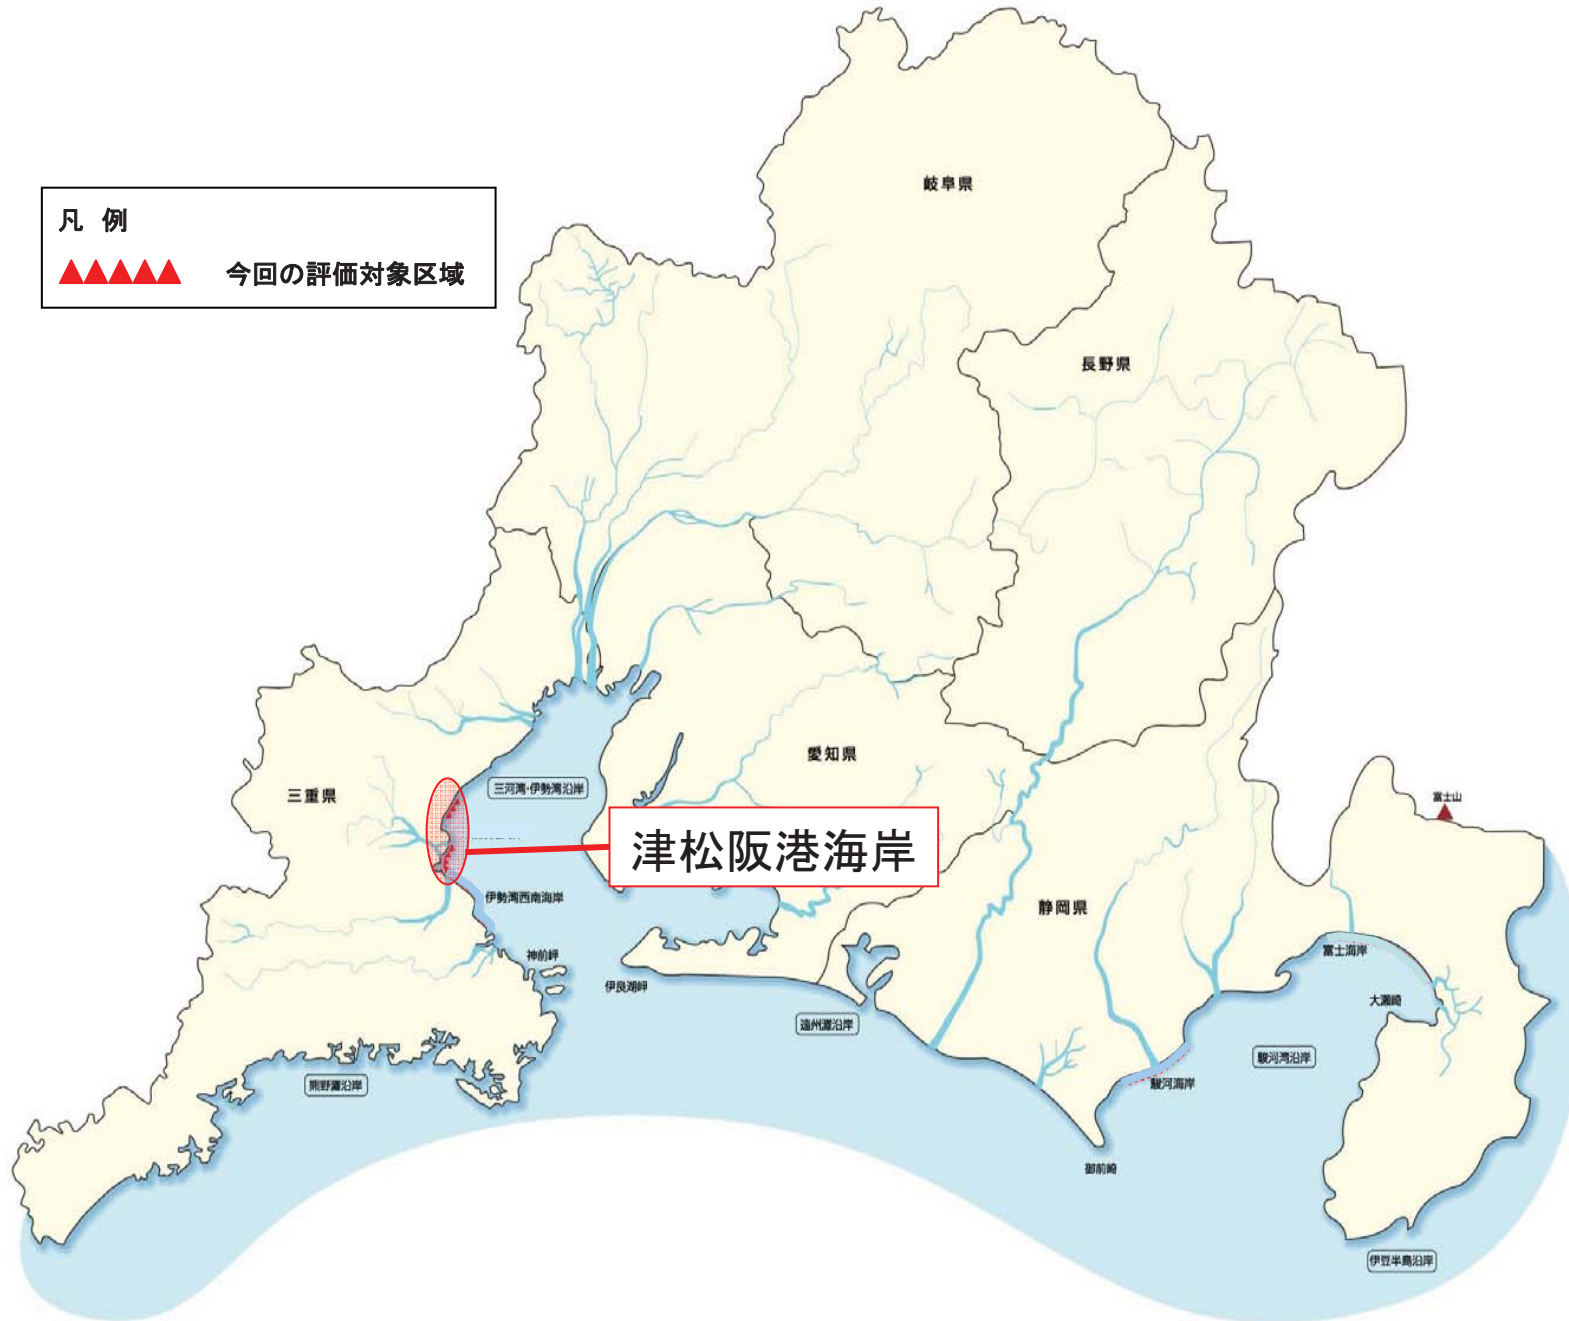 凡 例
今回の評価対象区域
岐阜県
長野県
愛知県
三重県
三河湾・伊勢湾沿岸
富士山
津松阪港海岸
伊勢湾西南海岸
静岡県
神前岬
富士海岸
伊良湖岬
大瀬崎
遠州灘沿岸
駿河湾沿岸
熊野灘沿岸
駿河海岸
御前崎
伊豆半島沿岸